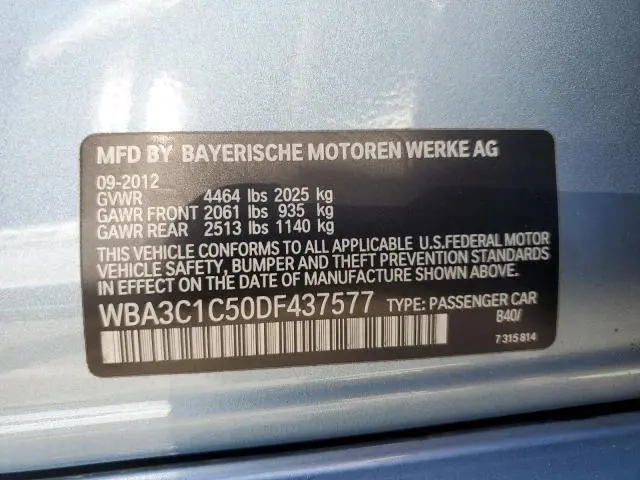 MFD BY BAYERISCHE MOTOREN WERKE AG
09-2012
GVWR 4464 lbs 2025 kg
GAWR FRONT 2061 lbs 935 kg
GAWR REAR 2513 lbs 1140 kg
THIS VEHICLE CONFORMS TO ALL APPLICABLE U.S.FEDERAL MOTOR
VEHICLE SAFETY, BUMPER AND THEFT PREVENTION STANDARDS
IN EFFECT ON THE DATE OF MANUFACTURE SHOWN ABOVE.
WBA3C1C50DF437577 TYPE: PASSENGER CAR
B40/
7 315 814